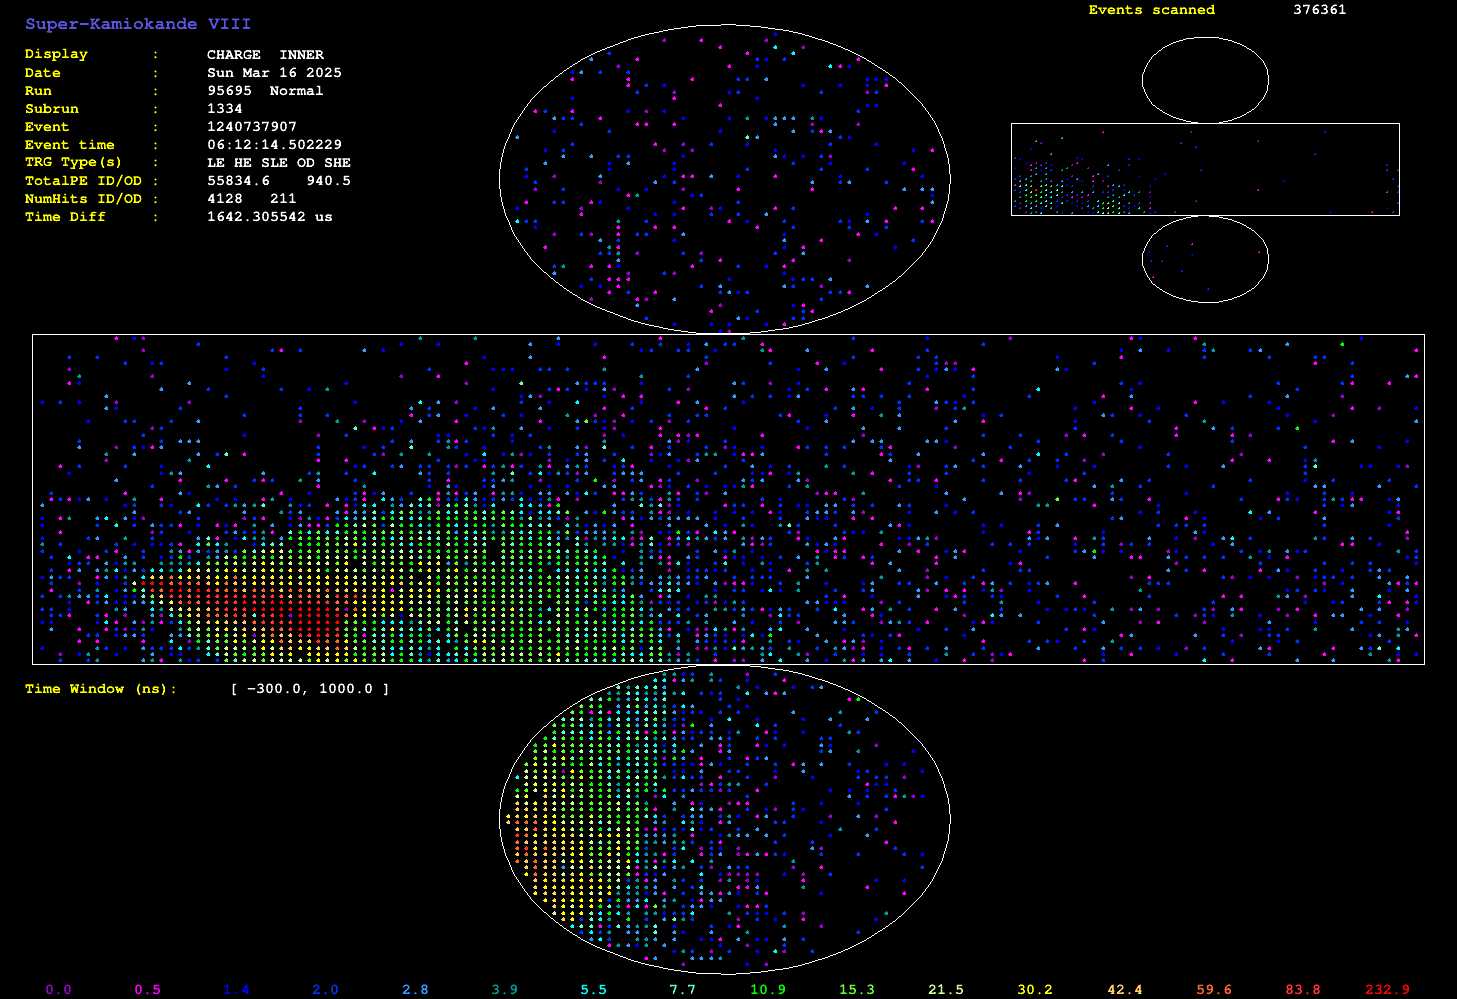 Super-Kamiokande VIII
Events scanned 376361
Display : CHARGE INNER
Date : Sun Mar 16 2025
Run : 95695 Normal
Subrun : 1334
Event : 1240737907
Event time : 06:12:14.502229
TRG Type(s) : LE HE SLE OD SHE
TotalPE ID/OD : 55834.6 940.5
NumHits ID/OD : 4128 211
Time Diff : 1642.305542 us
Time Window (ns): [ -300.0, 1000.0 ]
0.0 0.5 1.4 2.0 2.8 3.9 5.5 7.7 10.9 15.3 21.5 30.2 42.4 59.6 83.8 232.9